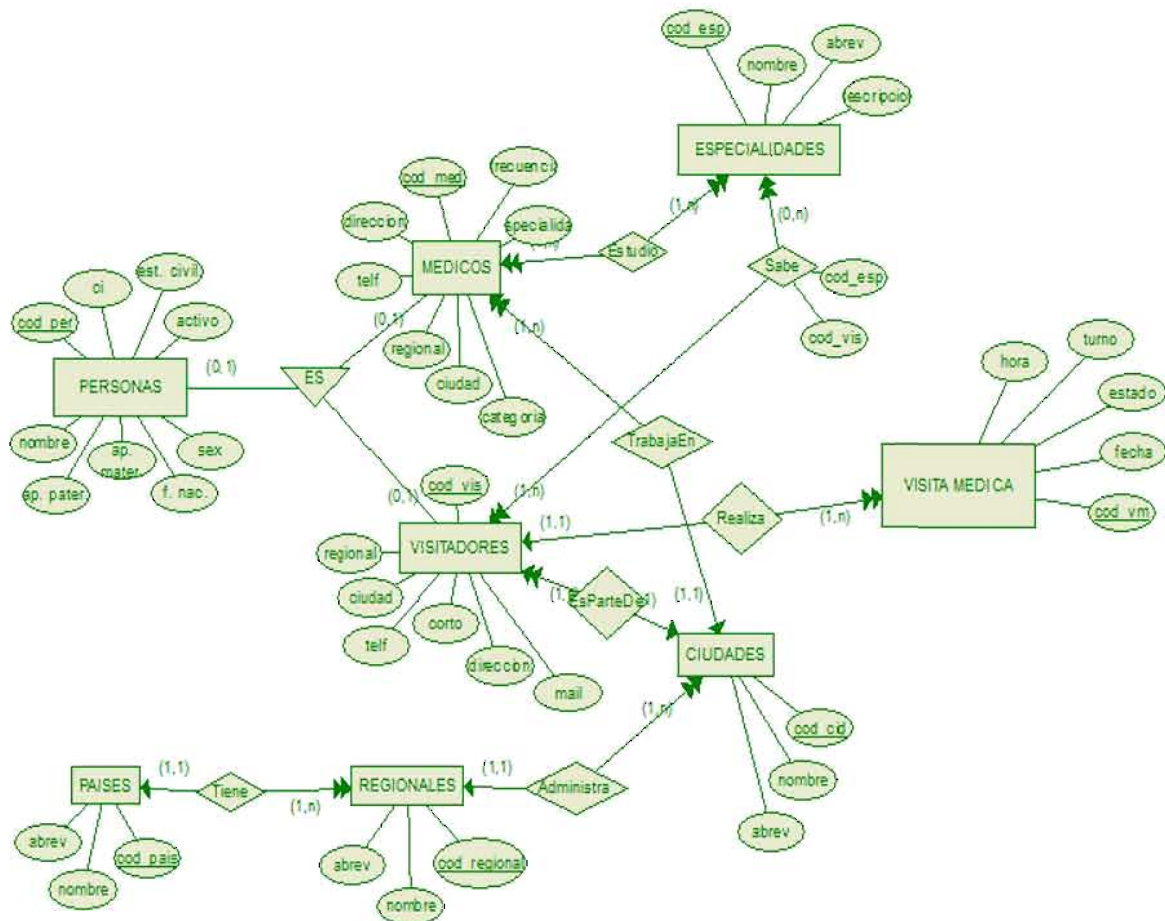 cod_esp
nombre
abrev
escripcio
ESPECIALIDADES
(1,n)
(0,n)
cod_med
recuenci
direccion
specialida
MEDICOS
telf
regional
ciudad
categoria
(0,1)
(1,n)
Estudio
Sabe
cod_esp
cod_vis
est. civil.
ci
cod_per
activo
PERSONAS
(0,1)
nombre
ap. pater.
ap.
mater.
f. nac.
sex
ES
TrabajaEn
hora
turno
estado
fecha
cod_vm
VISITA MEDICA
(0,1)
cod_vis
(1,n)
(1,1)
Realiza
(1,n)
VISITADORES
regional
ciudad
telf
corto
direccion
mail
EsParteDe
(1,1)
CIUDADES
cod_cid
nombre
abrev
(1,n)
PAISES
(1,1)
Tiene
(1,n)
REGIONALES
(1,1)
Administra
abrev
nombre
cod_pais
abrev
nombre
cod_regional